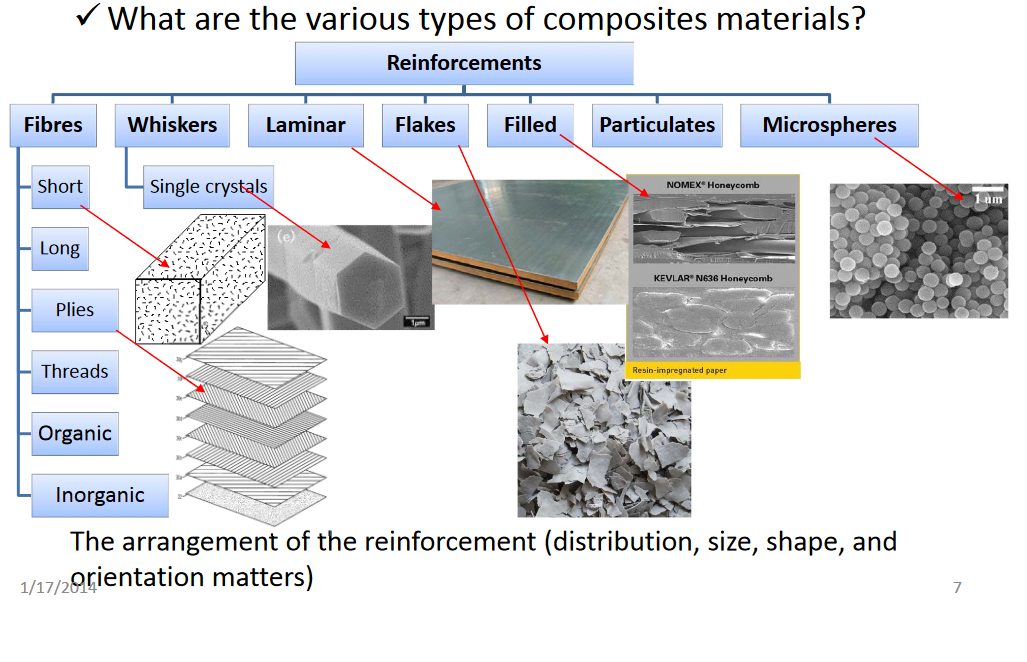 ✓ What are the various types of composites materials?
Reinforcements
Fibres
Whiskers
Laminar
Flakes
Filled
Particulates
Microspheres
Short
Single crystals
Long
Plies
Threads
Organic
Inorganic
(e)
1μm
NOMEX® Honeycomb
KEVLAR® N636 Honeycomb
Resin-impregnated paper
1 um
The arrangement of the reinforcement (distribution, size, shape, and
orientation matters)
1/17/2014
7